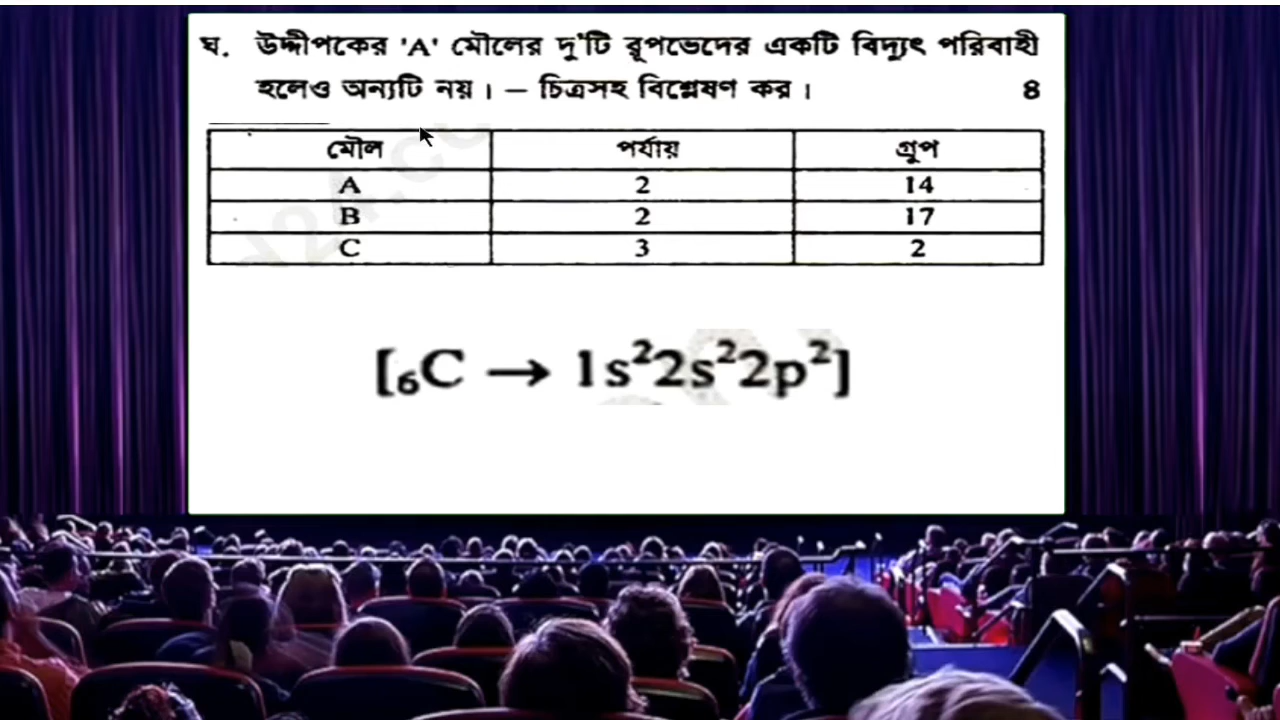 ঘ. উদ্দীপকের 'A' মৌলের দু'টি রূপভেদের একটি বিদ্যুৎ পরিবাহী
হলেও অন্যটি নয়। – চিত্রসহ বিশ্লেষণ কর। 8
মৌল পর্যায় গ্রুপ
A 2 14
B 2 17
C 3 2
[₆C → 1s²2s²2p²]